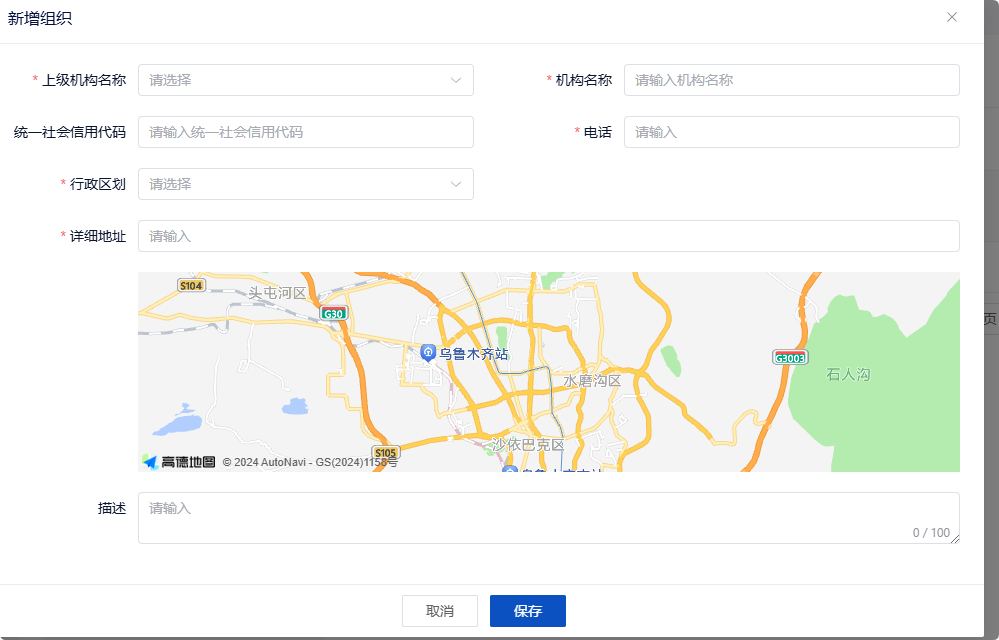 新增组织
* 上级机构名称 请选择
* 机构名称 请输入机构名称
统一社会信用代码 请输入统一社会信用代码
* 电话 请输入
* 行政区划 请选择
* 详细地址 请输入
S104
头屯河区
G30
乌鲁木齐站
G3003
石人沟
水磨沟区
沙依巴克区
S105
高德地图 © 2024 AutoNavi - GS(2024)1158号
页
描述 请输入
0 / 100
取消 保存